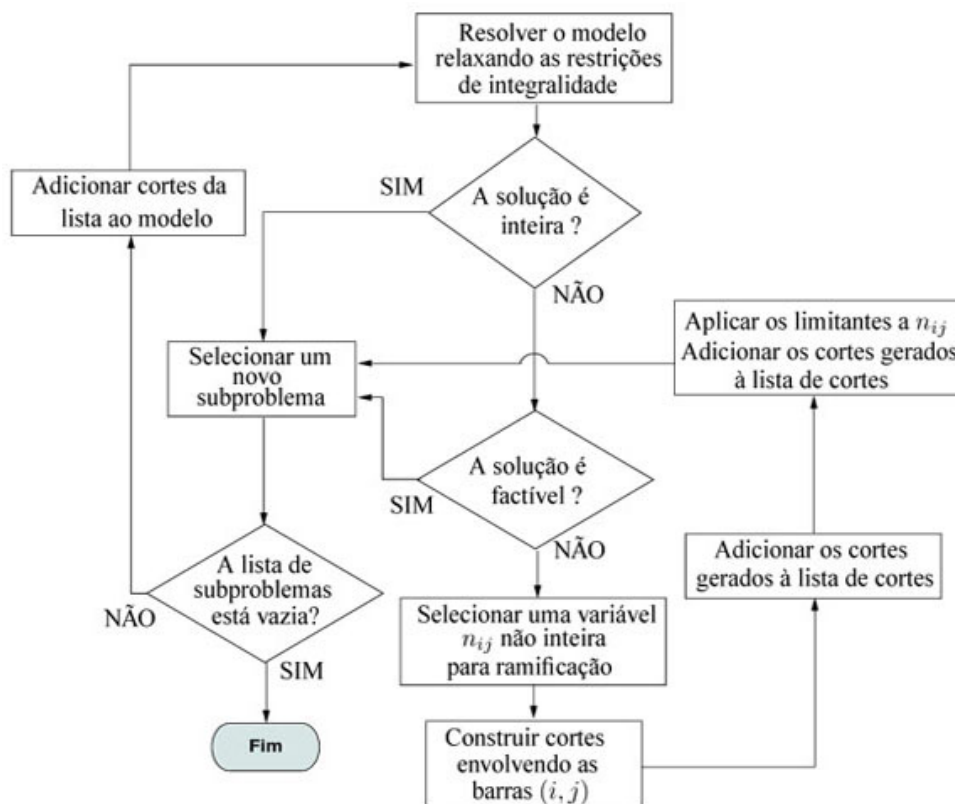 Resolver o modelo
relaxando as restrições
de integralidade
Adicionar cortes da
lista ao modelo
SIM
A solução é
inteira ?
NÃO
Aplicar os limitantes a n_{ij}
Adicionar os cortes gerados
à lista de cortes
Selecionar um
novo
subproblema
A solução é
factível ?
SIM
NÃO
A lista de
subproblemas
está vazia?
NÃO
SIM
Adicionar os cortes
gerados à lista de cortes
Selecionar uma variável
n_{ij} não inteira
para ramificação
Fim
Construir cortes
envolvendo as
barras (i, j)